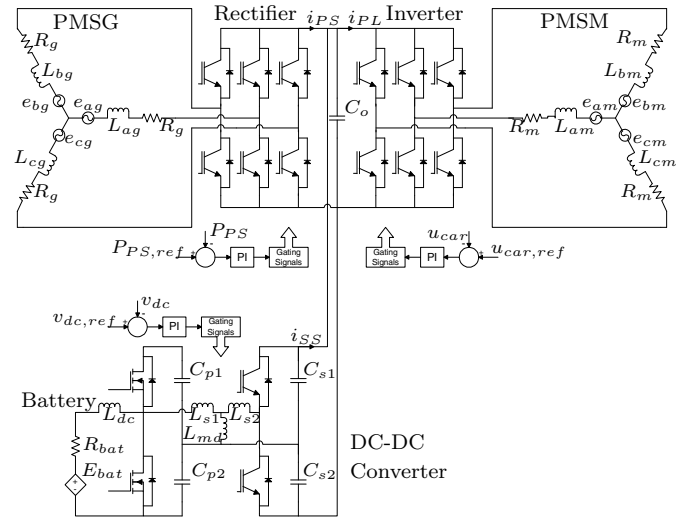 PMSG
Rectifier
i_PS
i_PL
Inverter
PMSM
R_g
L_bg
e_bg
e_ag
L_ag
R_g
e_cg
L_cg
R_g
C_o
R_m
L_bm
e_bm
e_am
L_am
R_m
e_cm
L_cm
R_m
P_PS
P_PS,ref
+
-
PI
Gating
Signals
Gating
Signals
PI
u_car
-
+
u_car,ref
v_dc
v_dc,ref
+
-
PI
Gating
Signals
i_SS
C_p1
C_s1
Battery
L_dc
L_s1
L_s2
L_md
R_bat
E_bat
+
-
C_p2
C_s2
DC-DC
Converter